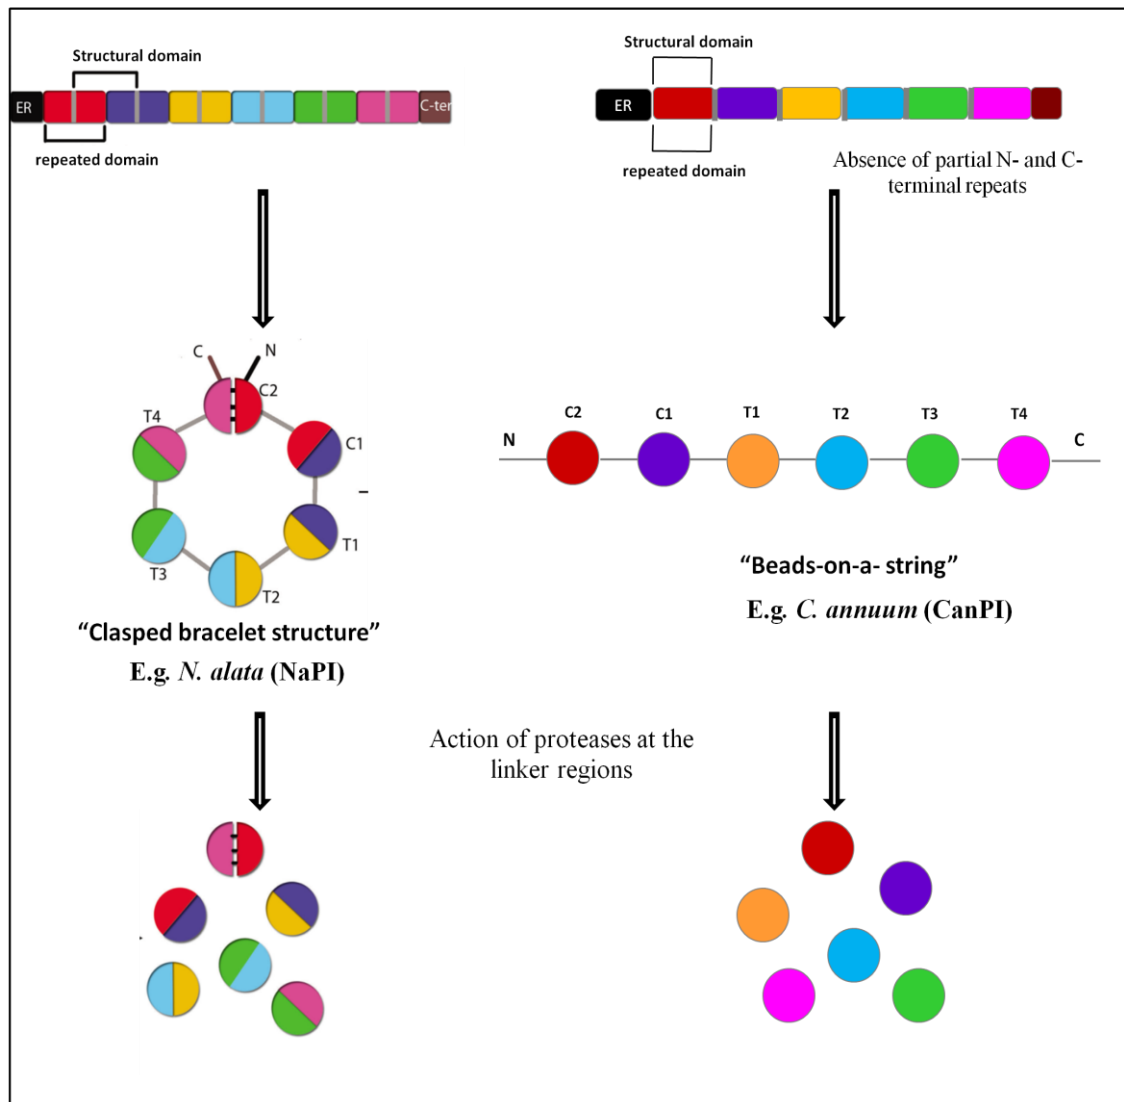 Structural domain
ER
C-ter
repeated domain
Structural domain
ER
repeated domain
Absence of partial N- and C-
terminal repeats
C
N
C2
T4
C1
T1
T3
T2
"Clasped bracelet structure"
E.g. N. alata (NaPI)
C2
C1
T1
T2
T3
T4
N
C
"Beads-on-a- string"
E.g. C. annuum (CanPI)
Action of proteases at the
linker regions